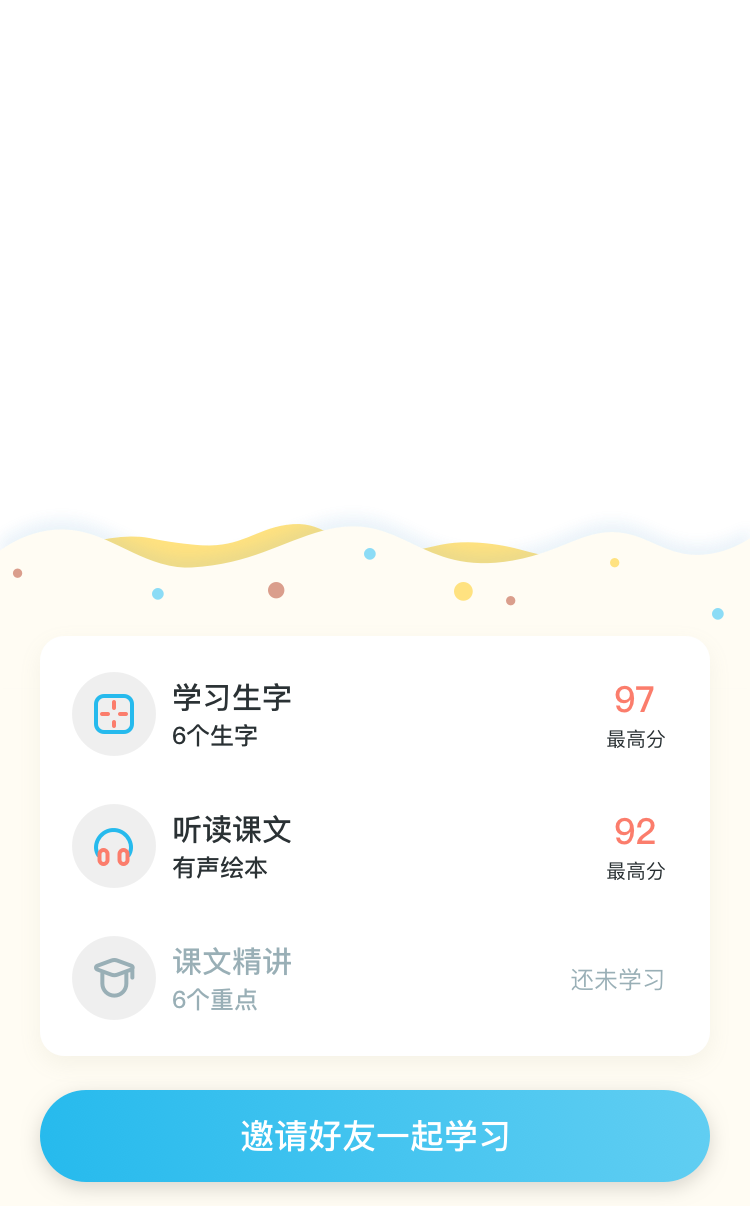 学习生字
6个生字
97
最高分
听读课文
有声绘本
92
最高分
课文精讲
6个重点
还未学习
邀请好友一起学习